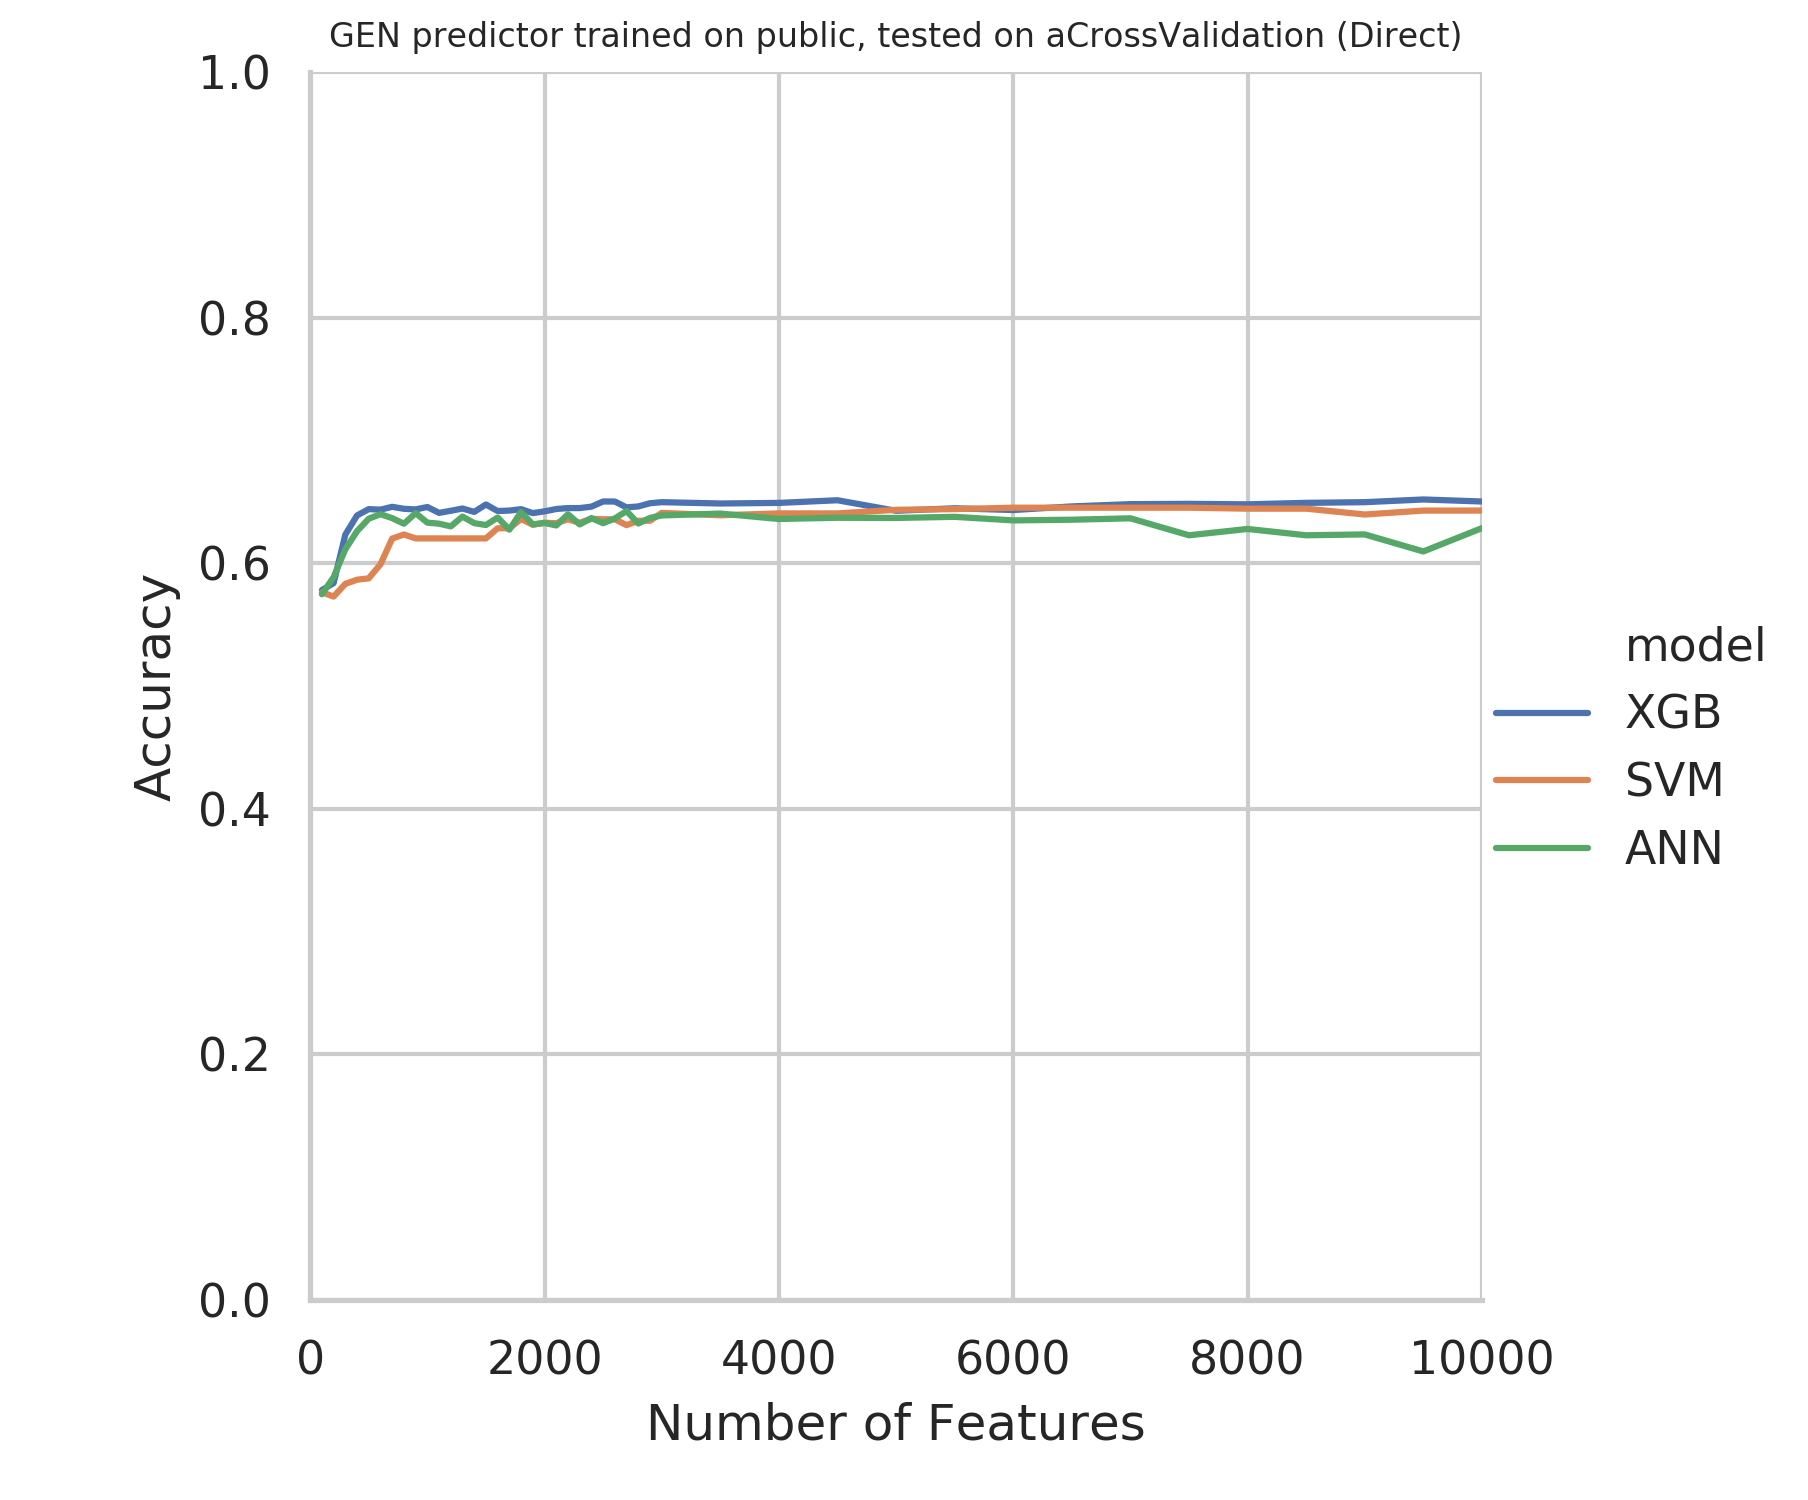 GEN predictor trained on public, tested on aCrossValidation (Direct)
1.0
0.8
0.6
0.4
0.2
0.0
Accuracy
0 2000 4000 6000 8000 10000
Number of Features
model
XGB
SVM
ANN